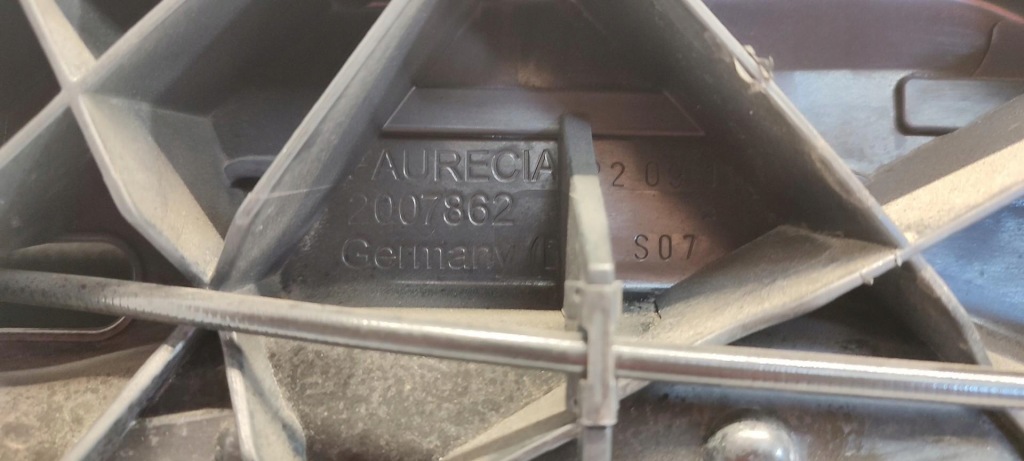 FAURECIA
2007862
Germany (D
S07